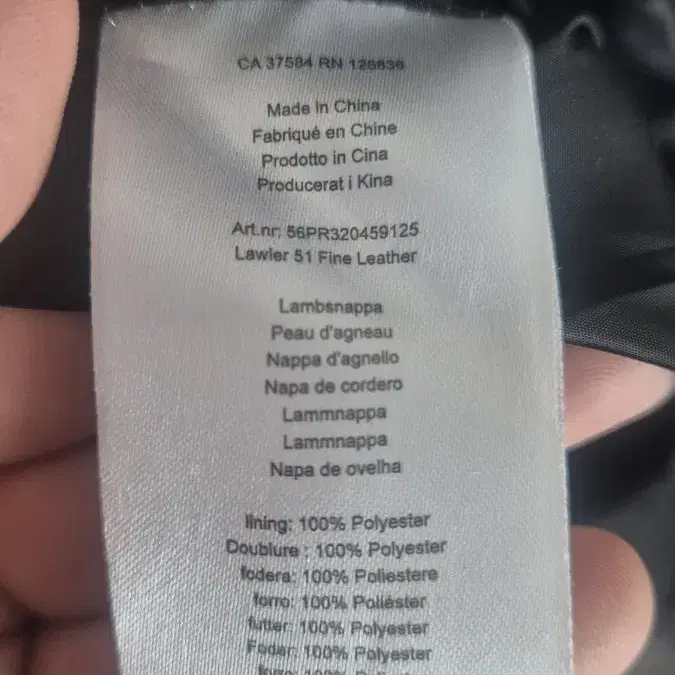 CA 37584 RN 128636
Made in China
Fabriqué en Chine
Prodotto in Cina
Producerat i Kina
Art.nr: 56PR320459125
Lawler 51 Fine Leather
Lambsnappa
Peau d'agneau
Nappa d'agnello
Napa de cordero
Lammnappa
Lammnappa
Napa de ovelha
lining: 100% Polyester
Doublure : 100% Polyester
fodera: 100% Poliestere
forro: 100% Poliéster
futter: 100% Polyester
Foder: 100% Polyester